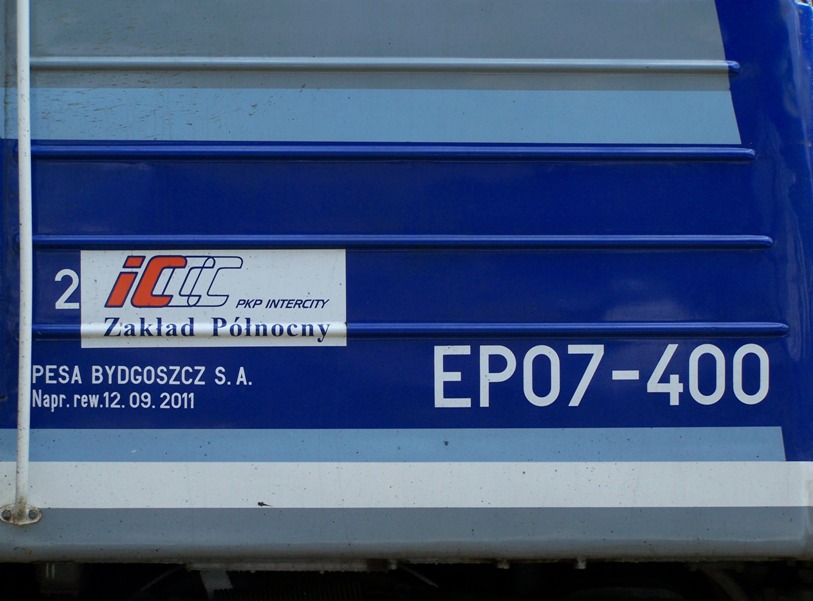 2
iC
PKP INTERCITY
Zakład Północny
PESA BYDGOSZCZ S. A.
Napr. rew.12. 09. 2011
EP07-400